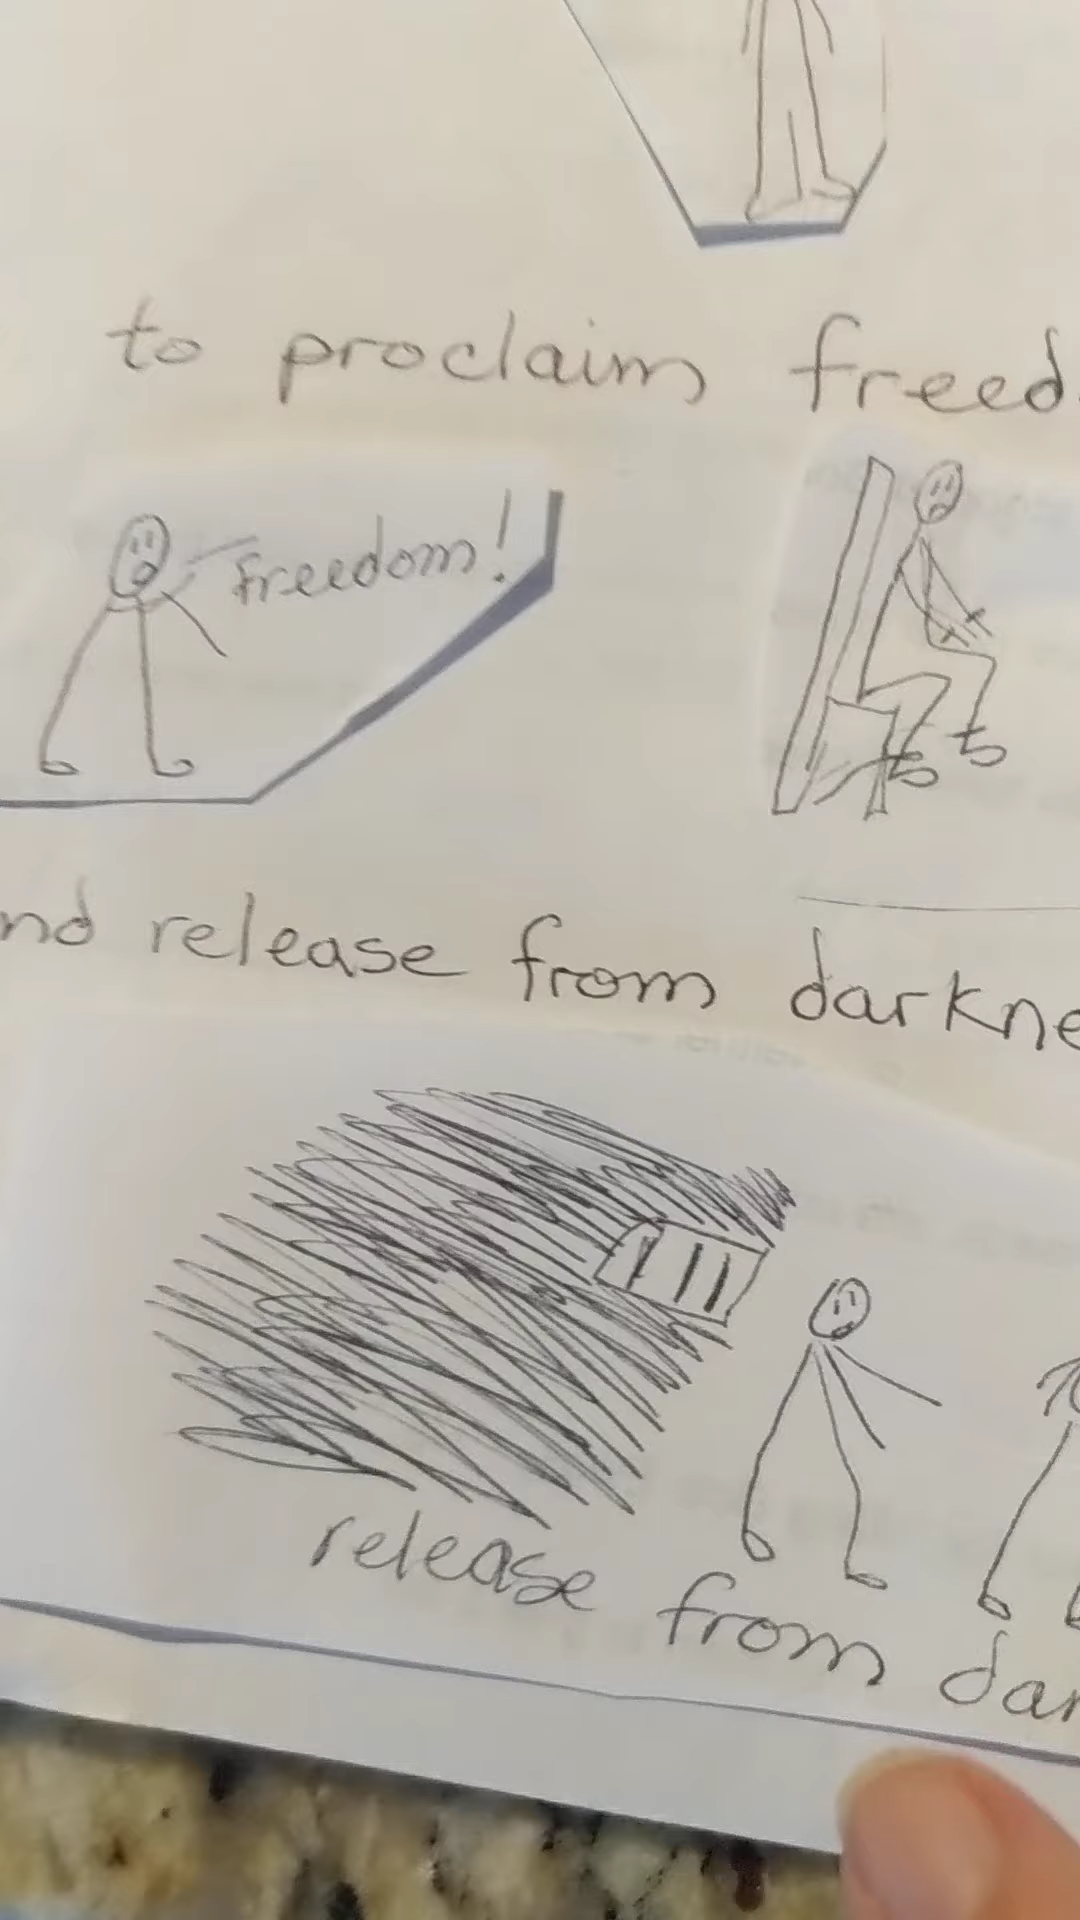 to proclaim freed
freedom!
nd release from darkne
release from dar